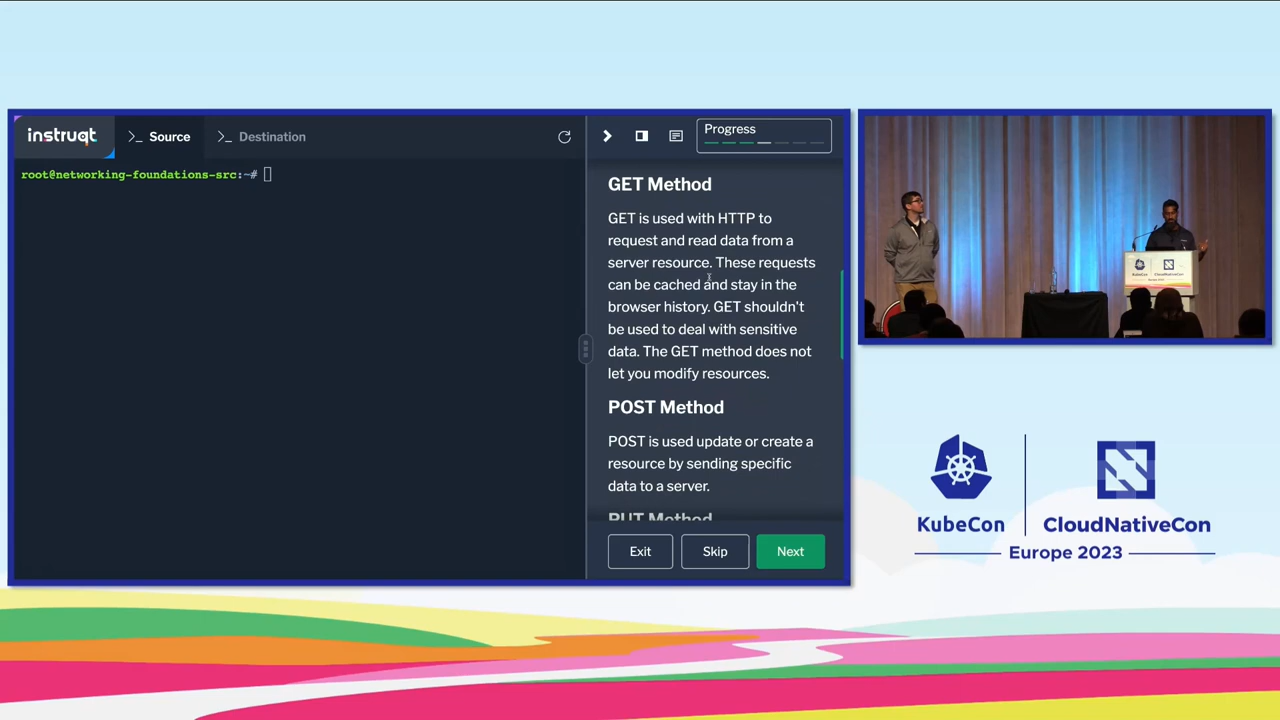 instruqt
>_ Source
>_ Destination
Progress
root@networking-foundations-src:~#
GET Method
GET is used with HTTP to
request and read data from a
server resource. These requests
can be cached and stay in the
browser history. GET shouldn't
be used to deal with sensitive
data. The GET method does not
let you modify resources.
POST Method
POST is used update or create a
resource by sending specific
data to a server.
PUT Method
Exit
Skip
Next
KubeCon
CloudNativeCon
Europe 2023